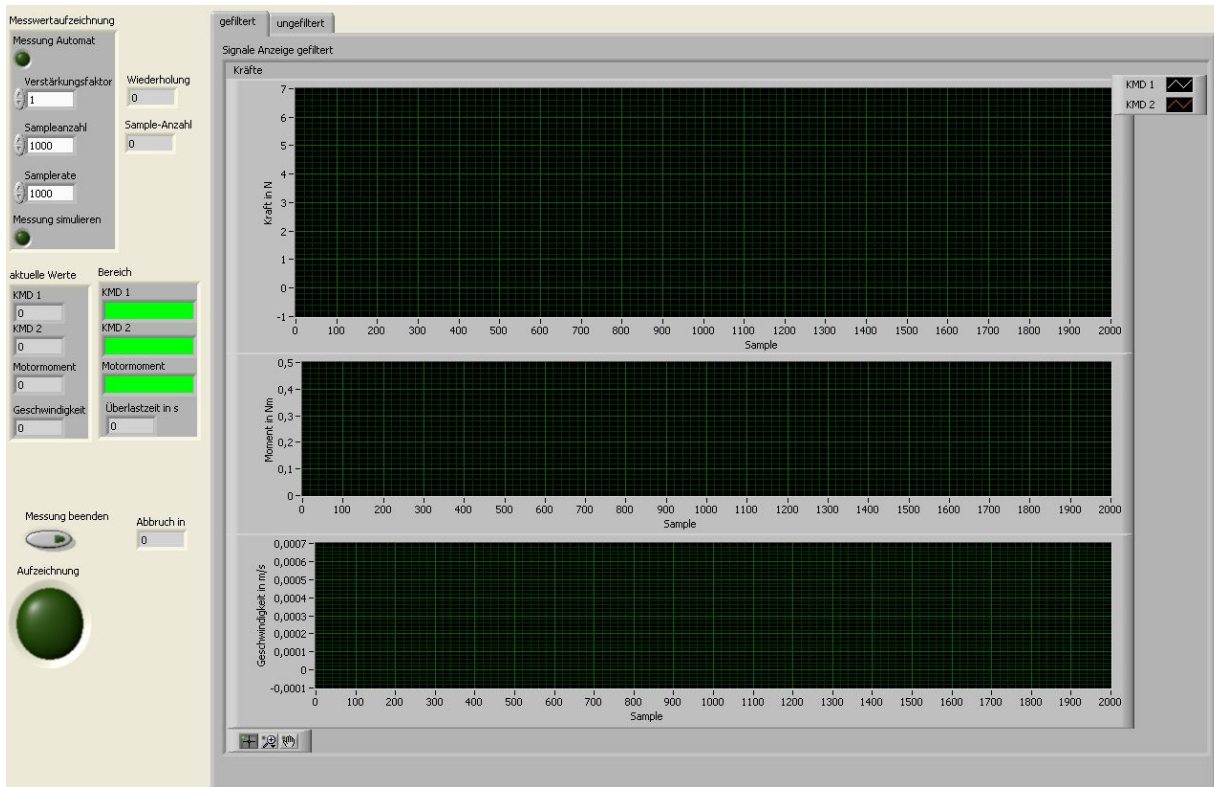 Messwertaufzeichnung
Messung Automat
Verstärkungsfaktor
1
Wiederholung
0
Sampleanzahl
1000
Sample-Anzahl
0
Samplerate
1000
Messung simulieren
aktuelle Werte
KMD 1
0
KMD 2
0
Motormoment
0
Geschwindigkeit
0
Bereich
KMD 1
KMD 2
Motormoment
Überlastzeit in s
0
Messung beenden
Abbruch in
0
Aufzeichnung
gefiltert ungefiltert
Signale Anzeige gefiltert
Kräfte
KMD 1
KMD 2
Kraft in N
7
6
5
4
3
2
1
0
-1
0 100 200 300 400 500 600 700 800 900 1000 1100 1200 1300 1400 1500 1600 1700 1800 1900 2000
Sample
Moment in Nm
0,5
0,4
0,3
0,2
0,1
0
0 100 200 300 400 500 600 700 800 900 1000 1100 1200 1300 1400 1500 1600 1700 1800 1900 2000
Sample
Geschwindigkeit in m/s
0,0007
0,0006
0,0005
0,0004
0,0003
0,0002
0,0001
0
-0,0001
0 100 200 300 400 500 600 700 800 900 1000 1100 1200 1300 1400 1500 1600 1700 1800 1900 2000
Sample